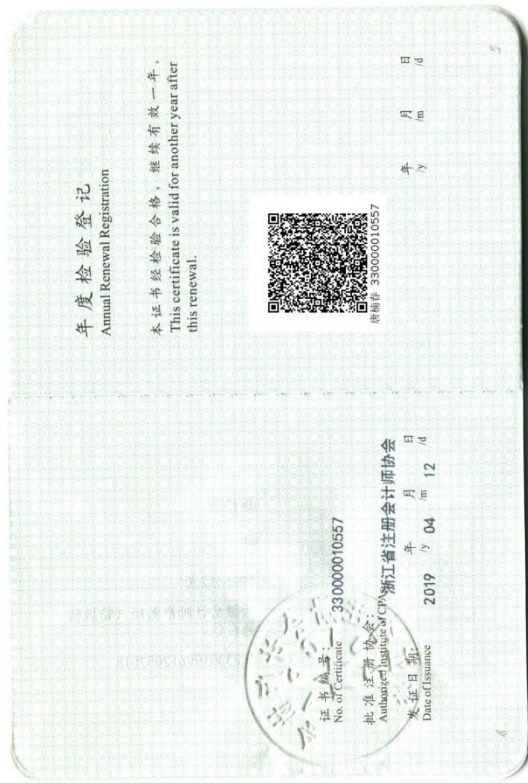 年度检验登记
Annual Renewal Registration
本证书经检验合格，继续有效一年。
This certificate is valid for another year after
this renewal.
唐楠春 330000010557
年 月 日
/y /m /d
5
证书编号：
No. of Certificate
330000010557
批准注册协会：
Authorized Institute of CPAs
浙江省注册会计师协会
发证日期：
Date of Issuance
2019 年 04 月 12 日
/y /m /d
4